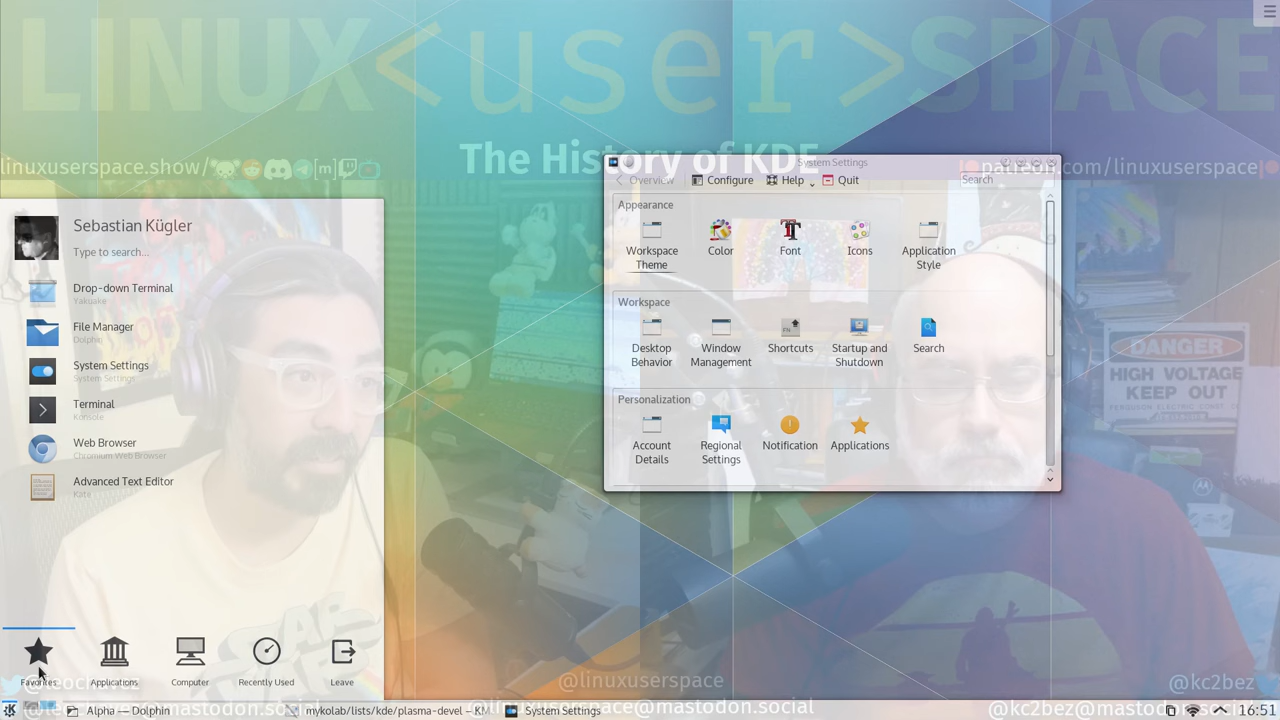 LINUX<user>SPACE
linuxuserspace.show/
[m]
The History of KDE
patreon.com/linuxuserspace
System Settings
Overview
Configure
Help
Quit
Search
Appearance
Workspace Theme
Color
Font
Icons
Application Style
Workspace
Desktop Behavior
Window Management
Shortcuts
Startup and Shutdown
Search
Personalization
Account Details
Regional Settings
Notification
Applications
Sebastian Kügler
Type to search...
Drop-down Terminal
Yakuake
File Manager
Dolphin
System Settings
System Settings
Terminal
Konsole
Web Browser
Chromium Web Browser
Advanced Text Editor
Kate
DANGER
HIGH VOLTAGE
KEEP OUT
Favorites
Applications
Computer
Recently Used
Leave
@leochavez
@linuxuserspace
@kc2bez
@linuxuserspace@mastodon.social
@kc2bez@mastodon.social
Alpha — Dolphin
mykolab/lists/kde/plasma-devel – KM
System Settings
16:51